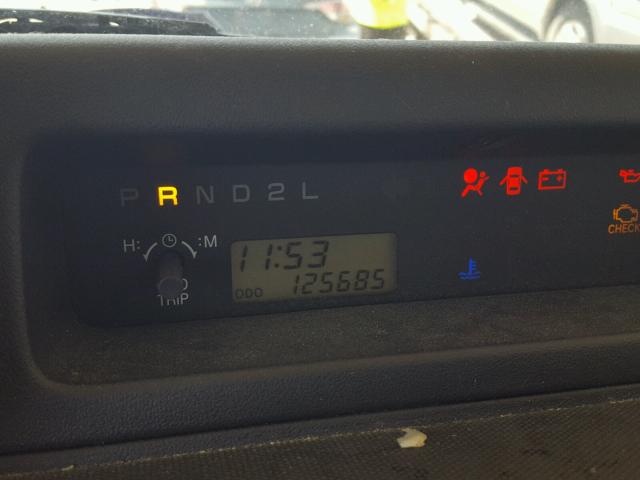 P R N D 2 L
H: :M
11:53
ODO 125685
TRIP
CHECK